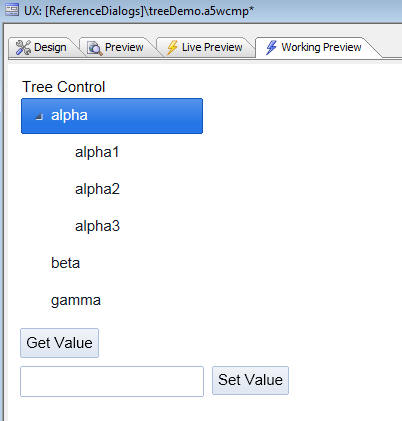 UX: [ReferenceDialogs]\treeDemo.a5wcmp*
Design Preview Live Preview Working Preview
Tree Control
alpha
alpha1
alpha2
alpha3
beta
gamma
Get Value
Set Value